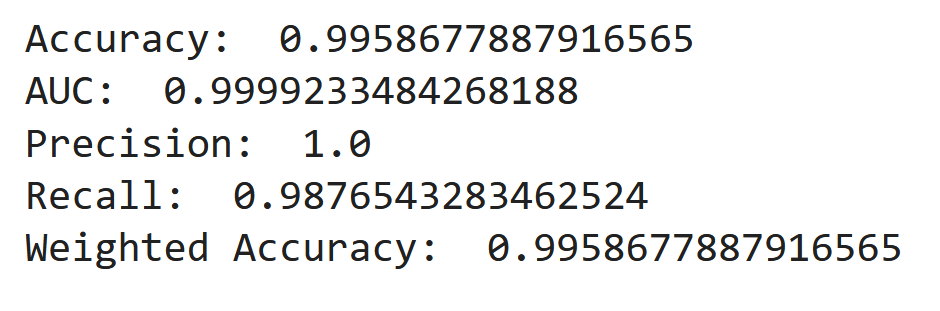 Accuracy:  0.9958677887916565
AUC:  0.9999233484268188
Precision:  1.0
Recall:  0.9876543283462524
Weighted Accuracy:  0.9958677887916565